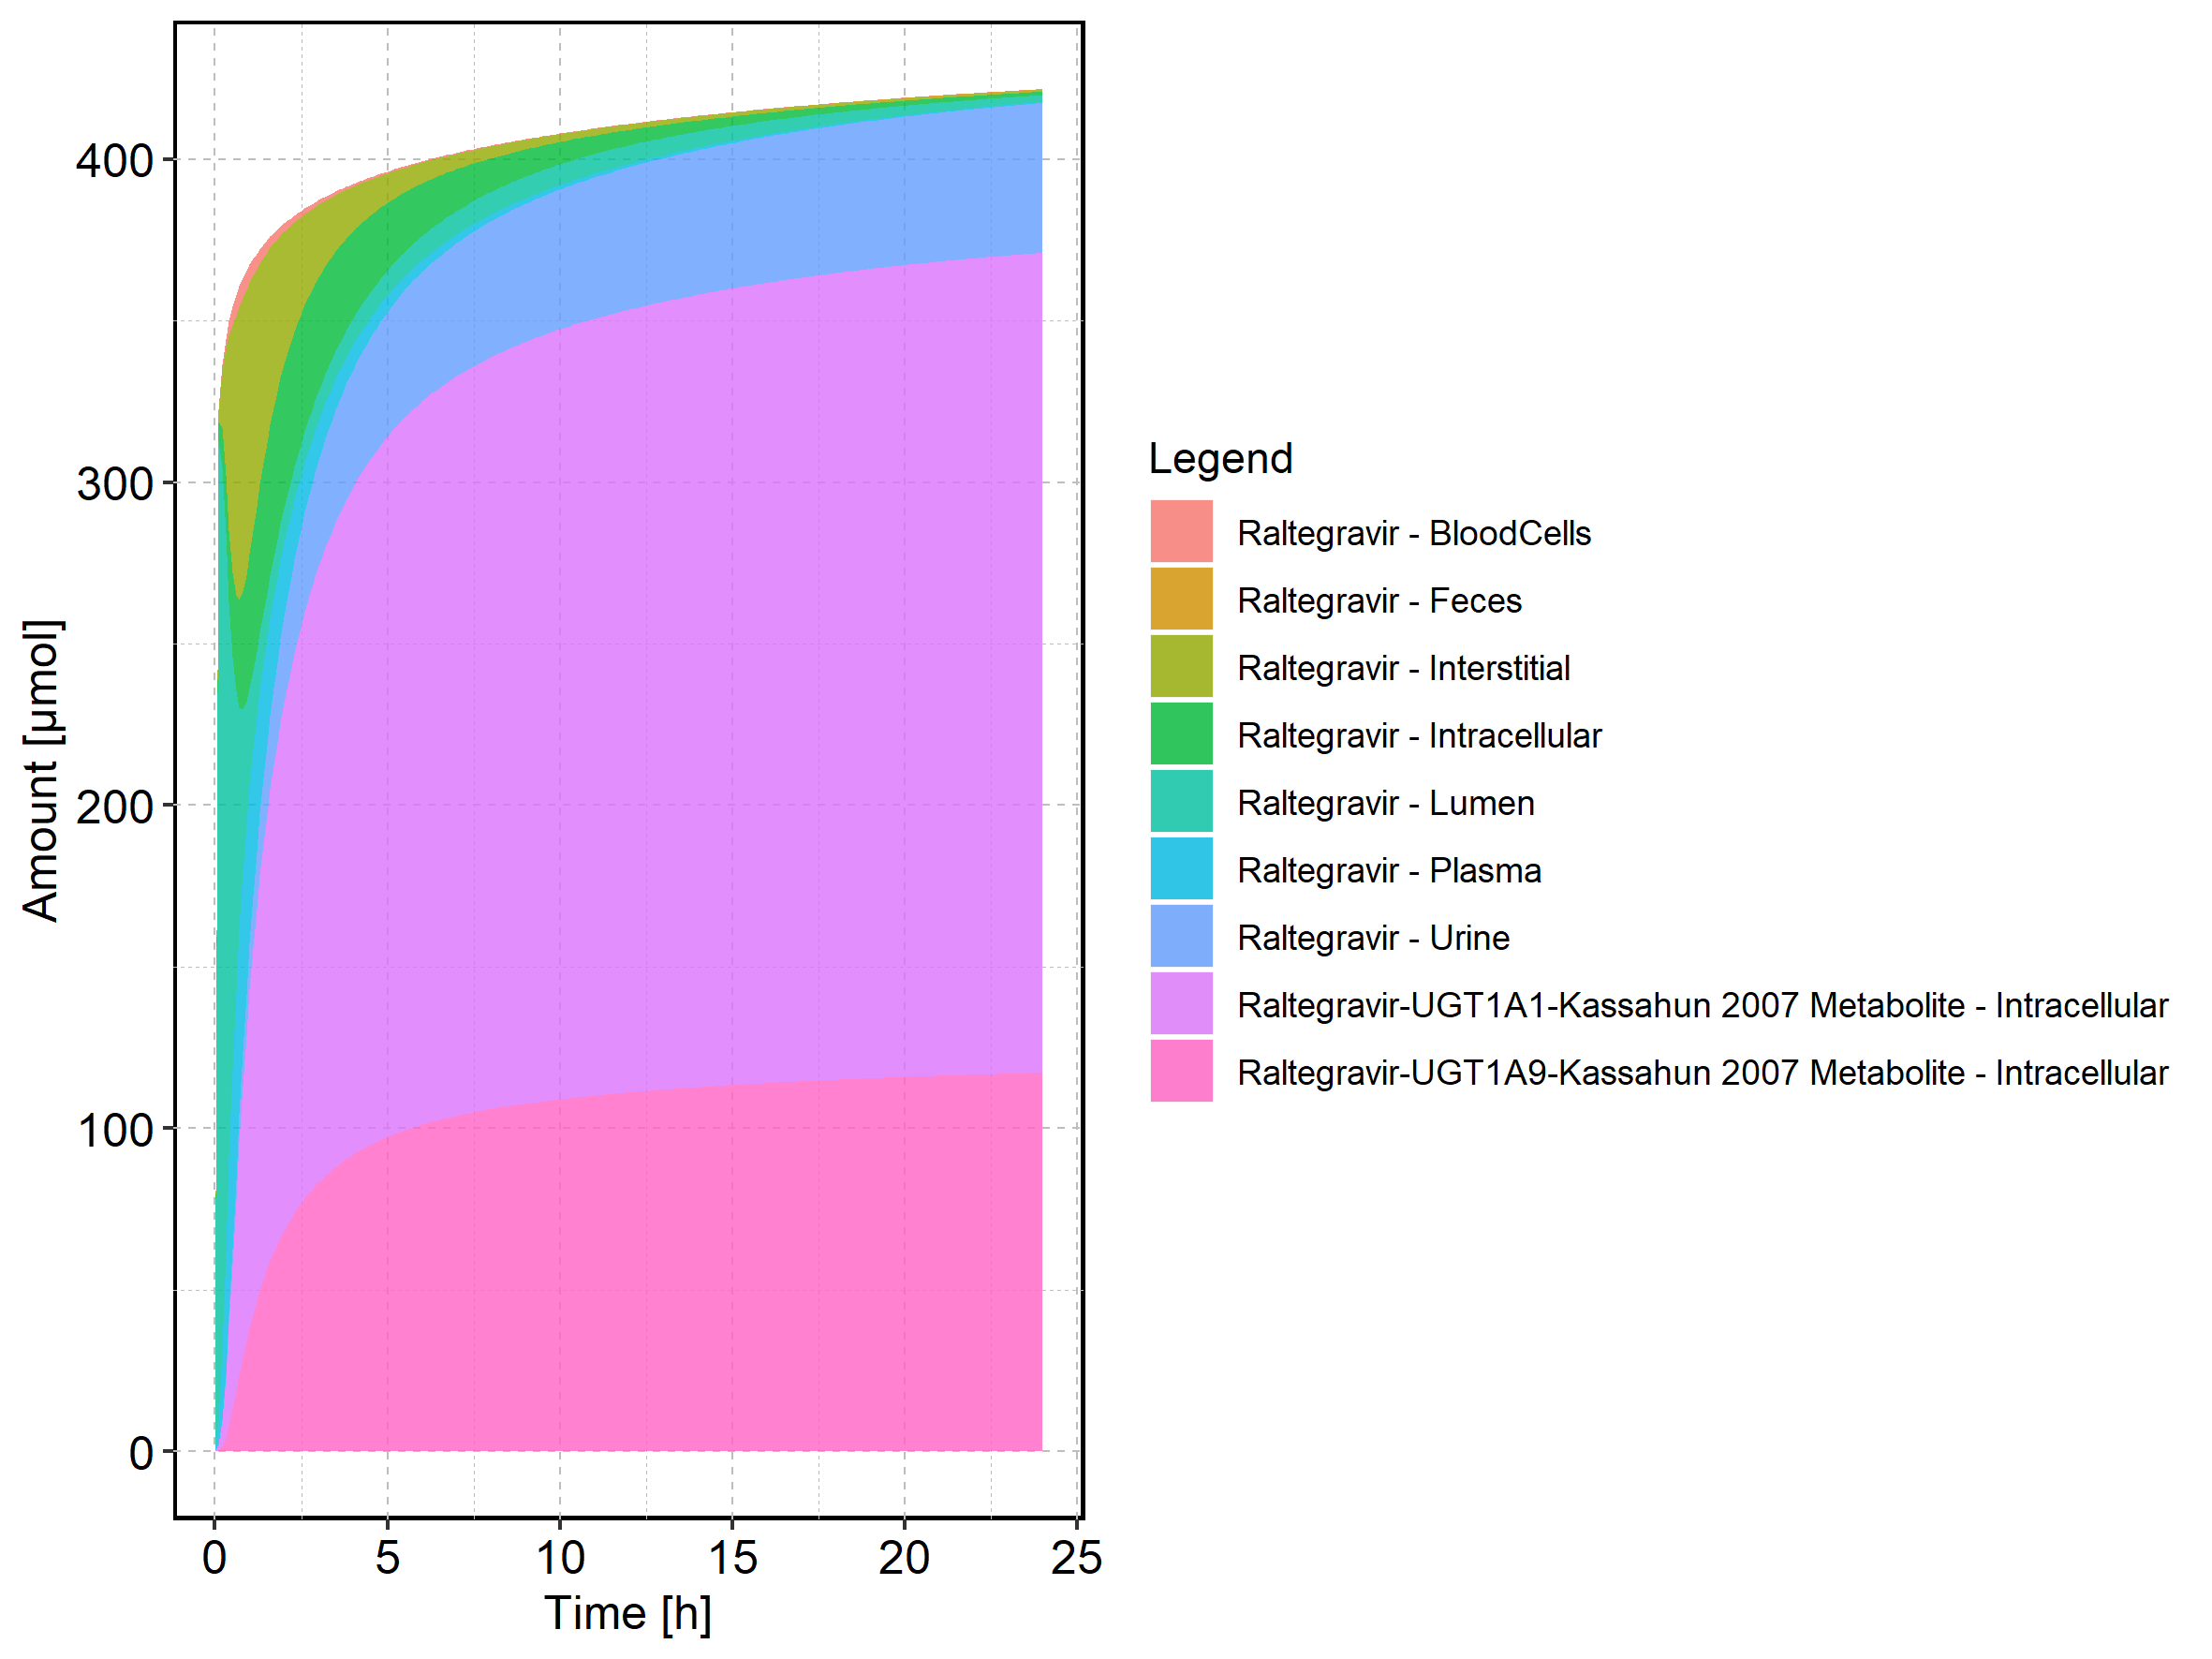 400
300
200
100
0
Amount [µmol]
0 5 10 15 20 25
Time [h]
Legend
Raltegravir - BloodCells
Raltegravir - Feces
Raltegravir - Interstitial
Raltegravir - Intracellular
Raltegravir - Lumen
Raltegravir - Plasma
Raltegravir - Urine
Raltegravir-UGT1A1-Kassahun 2007 Metabolite - Intracellular
Raltegravir-UGT1A9-Kassahun 2007 Metabolite - Intracellular